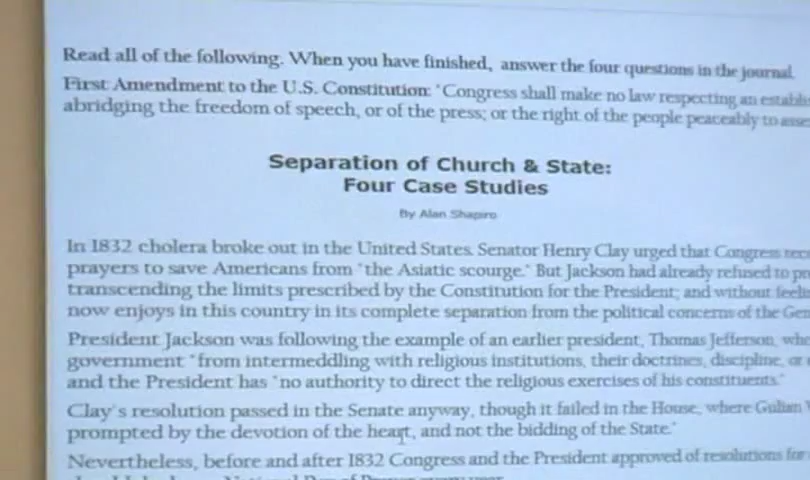 Read all of the following. When you have finished, answer the four questions in the journal.
First Amendment to the U.S. Constitution: "Congress shall make no law respecting an establis
abridging the freedom of speech, or of the press; or the right of the people peaceably to asse
Separation of Church & State:
Four Case Studies
By Alan Shapiro
In 1832 cholera broke out in the United States. Senator Henry Clay urged that Congress
prayers to save Americans from "the Asiatic scourge." But Jackson had already refused to
transcending the limits prescribed by the Constitution for the President; and without
now enjoys in this country in its complete separation from the political concerns of the Gen
President Jackson was following the example of an earlier president, Thomas Jefferson, who
government "from intermeddling with religious institutions, their doctrines, discipline, or
and the President has "no authority to direct the religious exercises of his constituents."
Clay's resolution passed in the Senate anyway, though it failed in the House, where Gulian
prompted by the devotion of the heart, and not the bidding of the State."
Nevertheless, before and after 1832 Congress and the President approved of resolutions for